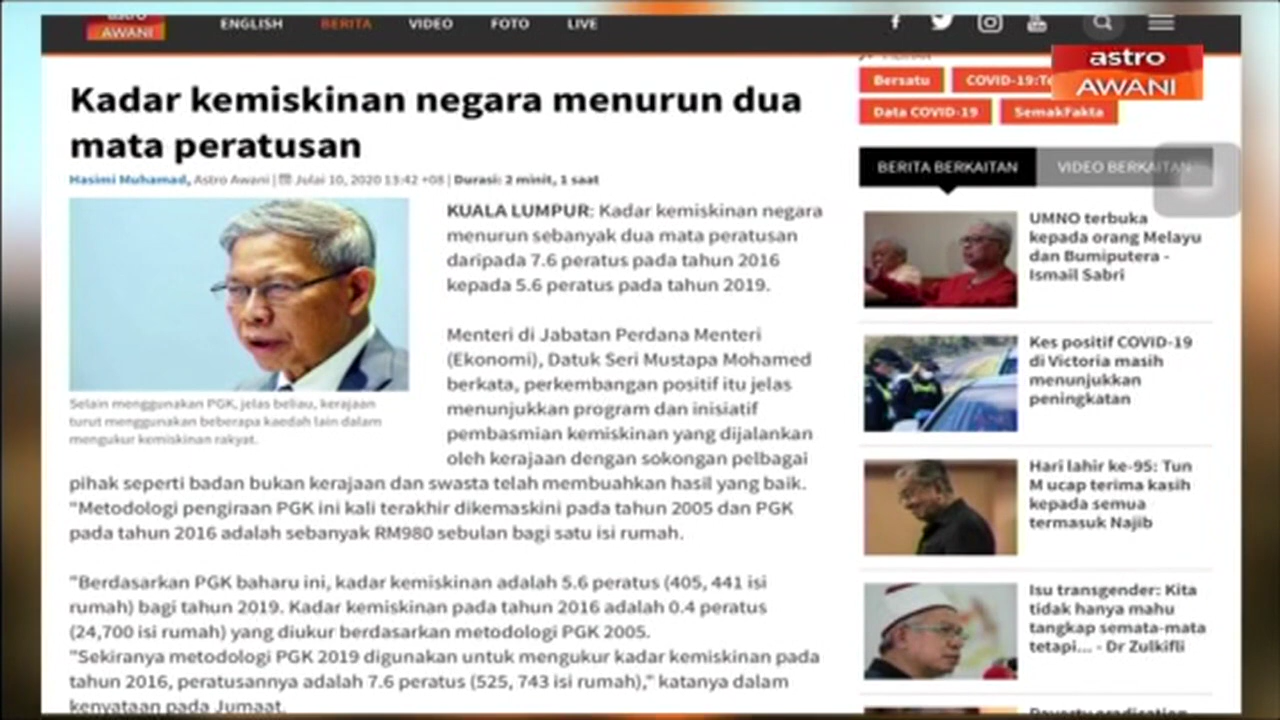 astro
AWANI
ENGLISH
BERITA
VIDEO
FOTO
LIVE
astro
AWANI
Kadar kemiskinan negara menurun dua
mata peratusan
Hasimi Muhamad, Astro Awani | Julai 10, 2020 13:42 +08 | Durasi: 2 minit, 1 saat
Selain menggunakan PGK, jelas beliau, kerajaan
turut menggunakan beberapa kaedah lain dalam
mengukur kemiskinan rakyat.
KUALA LUMPUR: Kadar kemiskinan negara
menurun sebanyak dua mata peratusan
daripada 7.6 peratus pada tahun 2016
kepada 5.6 peratus pada tahun 2019.
Menteri di Jabatan Perdana Menteri
(Ekonomi), Datuk Seri Mustapa Mohamed
berkata, perkembangan positif itu jelas
menunjukkan program dan inisiatif
pembasmian kemiskinan yang dijalankan
oleh kerajaan dengan sokongan pelbagai
pihak seperti badan bukan kerajaan dan swasta telah membuahkan hasil yang baik.
"Metodologi pengiraan PGK ini kali terakhir dikemaskini pada tahun 2005 dan PGK
pada tahun 2016 adalah sebanyak RM980 sebulan bagi satu isi rumah.
"Berdasarkan PGK baharu ini, kadar kemiskinan adalah 5.6 peratus (405, 441 isi
rumah) bagi tahun 2019. Kadar kemiskinan pada tahun 2016 adalah 0.4 peratus
(24,700 isi rumah) yang diukur berdasarkan metodologi PGK 2005.
"Sekiranya metodologi PGK 2019 digunakan untuk mengukur kadar kemiskinan pada
tahun 2016, peratusannya adalah 7.6 peratus (525, 743 isi rumah)," katanya dalam
kenyataan pada Jumaat.
Bersatu
COVID-19:
Data COVID-19
SemakFakta
BERITA BERKAITAN
VIDEO BERKAITAN
UMNO terbuka
kepada orang Melayu
dan Bumiputera -
Ismail Sabri
Kes positif COVID-19
di Victoria masih
menunjukkan
peningkatan
Hari lahir ke-95: Tun
M ucap terima kasih
kepada semua
termasuk Najib
Isu transgender: Kita
tidak hanya mahu
tangkap semata-mata
tetapi... - Dr Zulkifli
Poverty eradication